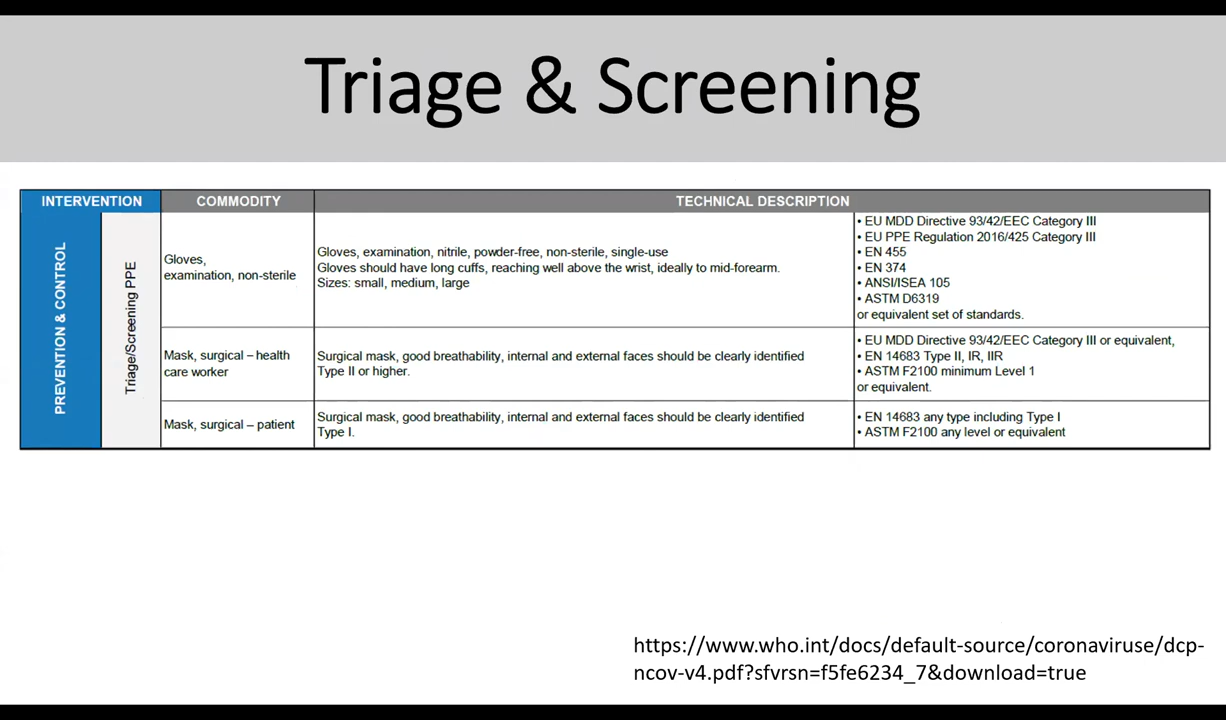 Triage & Screening
INTERVENTION
COMMODITY
TECHNICAL DESCRIPTION
PREVENTION & CONTROL
Triage/Screening PPE
Gloves,
examination, non-sterile
Gloves, examination, nitrile, powder-free, non-sterile, single-use
Gloves should have long cuffs, reaching well above the wrist, ideally to mid-forearm.
Sizes: small, medium, large
• EU MDD Directive 93/42/EEC Category III
• EU PPE Regulation 2016/425 Category III
• EN 455
• EN 374
• ANSI/ISEA 105
• ASTM D6319
or equivalent set of standards.
Mask, surgical – health
care worker
Surgical mask, good breathability, internal and external faces should be clearly identified
Type II or higher.
• EU MDD Directive 93/42/EEC Category III or equivalent,
• EN 14683 Type II, IR, IIR
• ASTM F2100 minimum Level 1
or equivalent.
Mask, surgical – patient
Surgical mask, good breathability, internal and external faces should be clearly identified
Type I.
• EN 14683 any type including Type I
• ASTM F2100 any level or equivalent
https://www.who.int/docs/default-source/coronaviruse/dcp-
ncov-v4.pdf?sfvrsn=f5fe6234_7&download=true